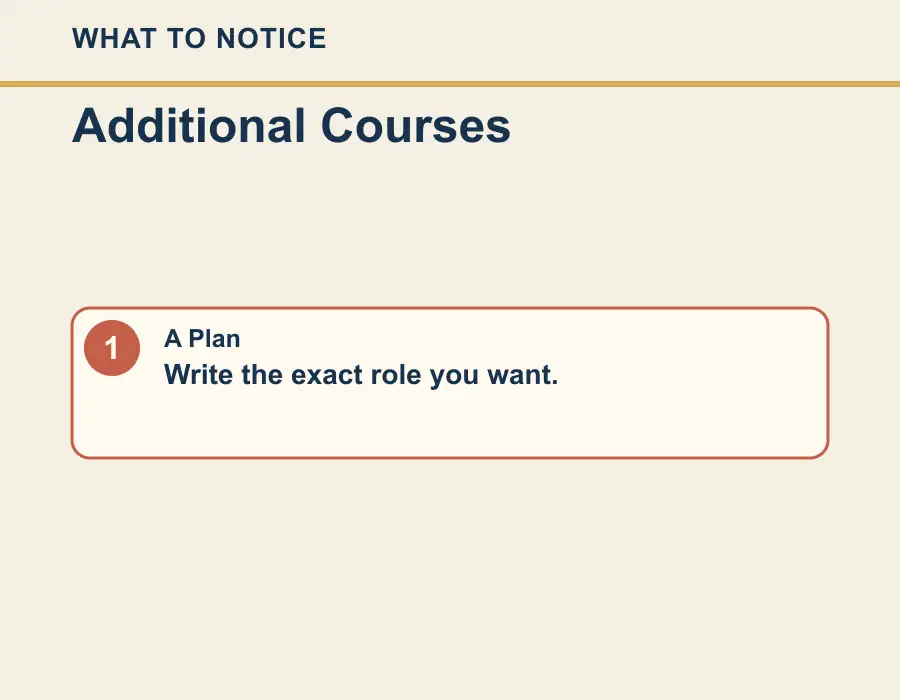 WHAT TO NOTICE
Additional Courses
1
A Plan
Write the exact role you want.